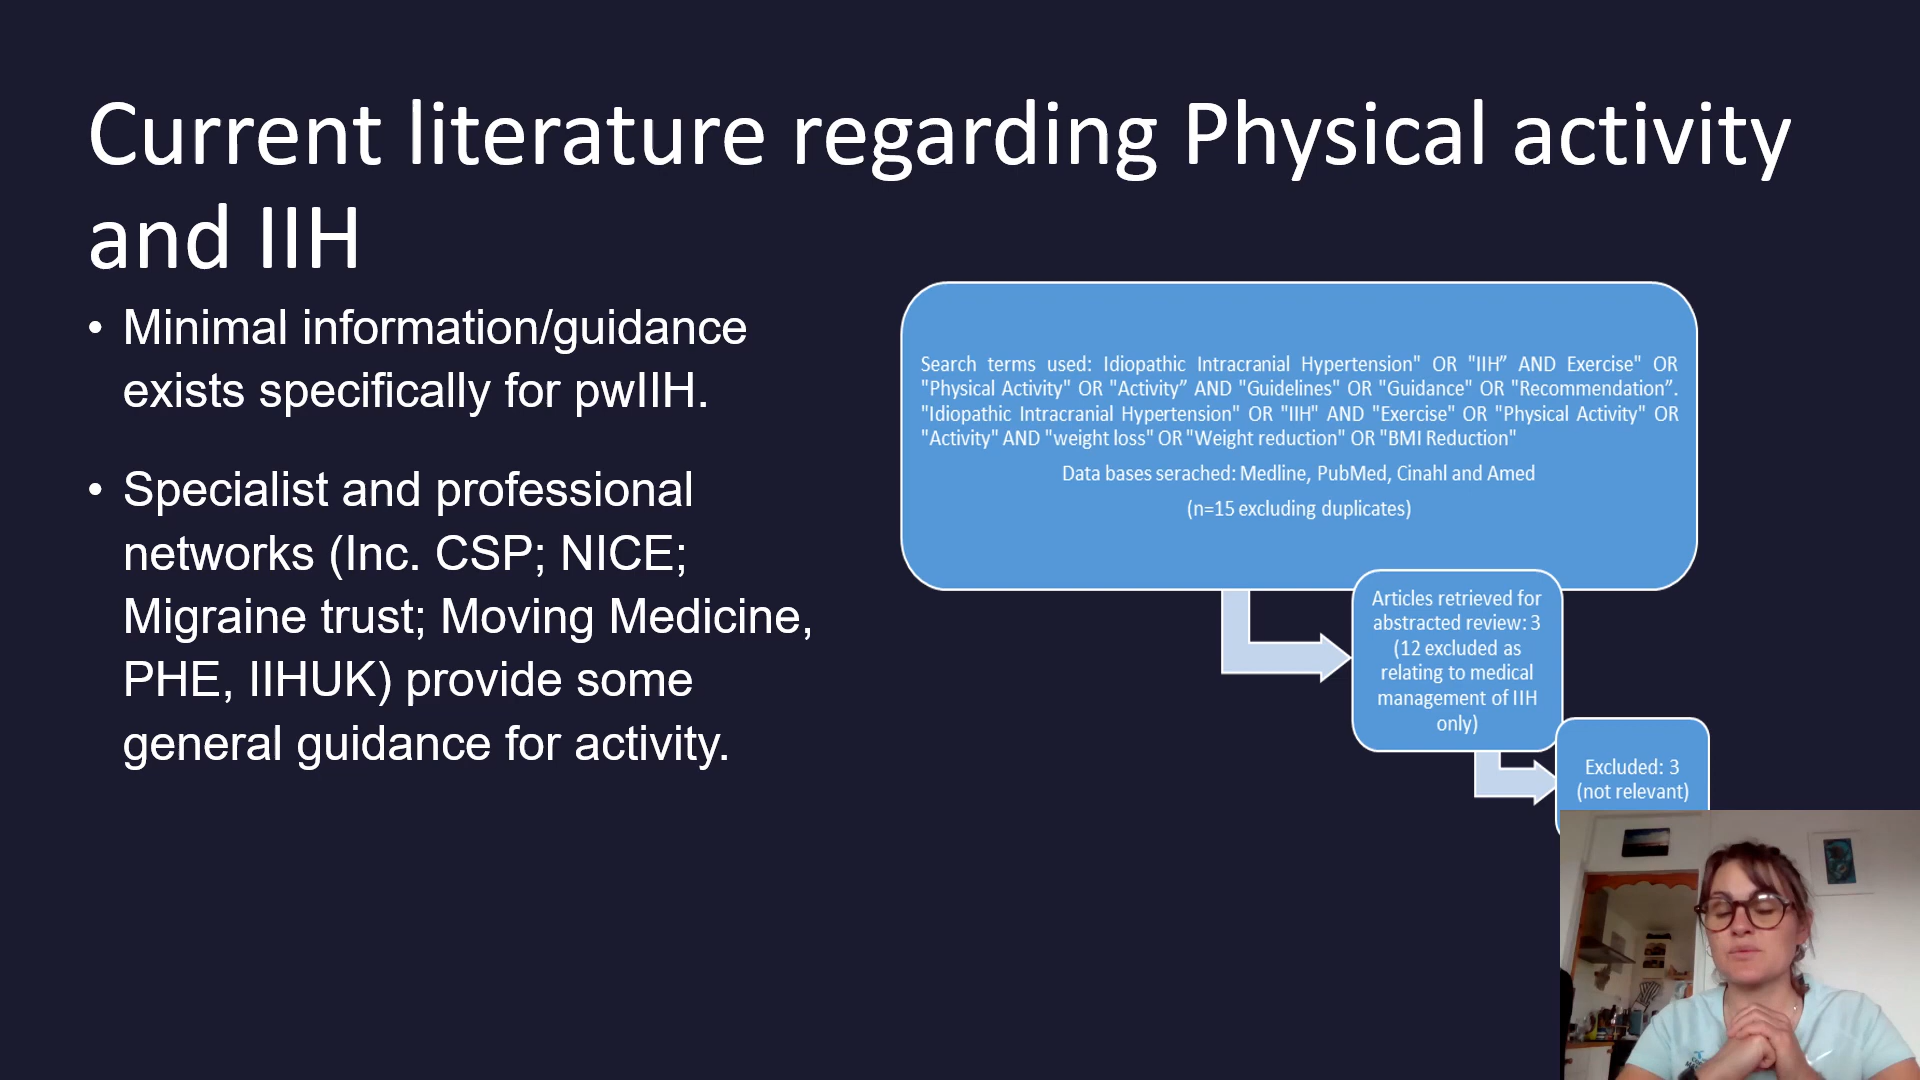 Current literature regarding Physical activity
and IIH
• Minimal information/guidance
exists specifically for pwIIH.
• Specialist and professional
networks (Inc. CSP; NICE;
Migraine trust; Moving Medicine,
PHE, IIHUK) provide some
general guidance for activity.
Search terms used: Idiopathic Intracranial Hypertension" OR "IIH” AND Exercise" OR
"Physical Activity" OR "Activity” AND "Guidelines" OR "Guidance" OR "Recommendation”.
"Idiopathic Intracranial Hypertension" OR "IIH" AND "Exercise" OR "Physical Activity" OR
"Activity" AND "weight loss" OR "Weight reduction" OR "BMI Reduction"
Data bases serached: Medline, PubMed, Cinahl and Amed
(n=15 excluding duplicates)
Articles retrieved for
abstracted review: 3
(12 excluded as
relating to medical
management of IIH
only)
Excluded: 3
(not relevant)